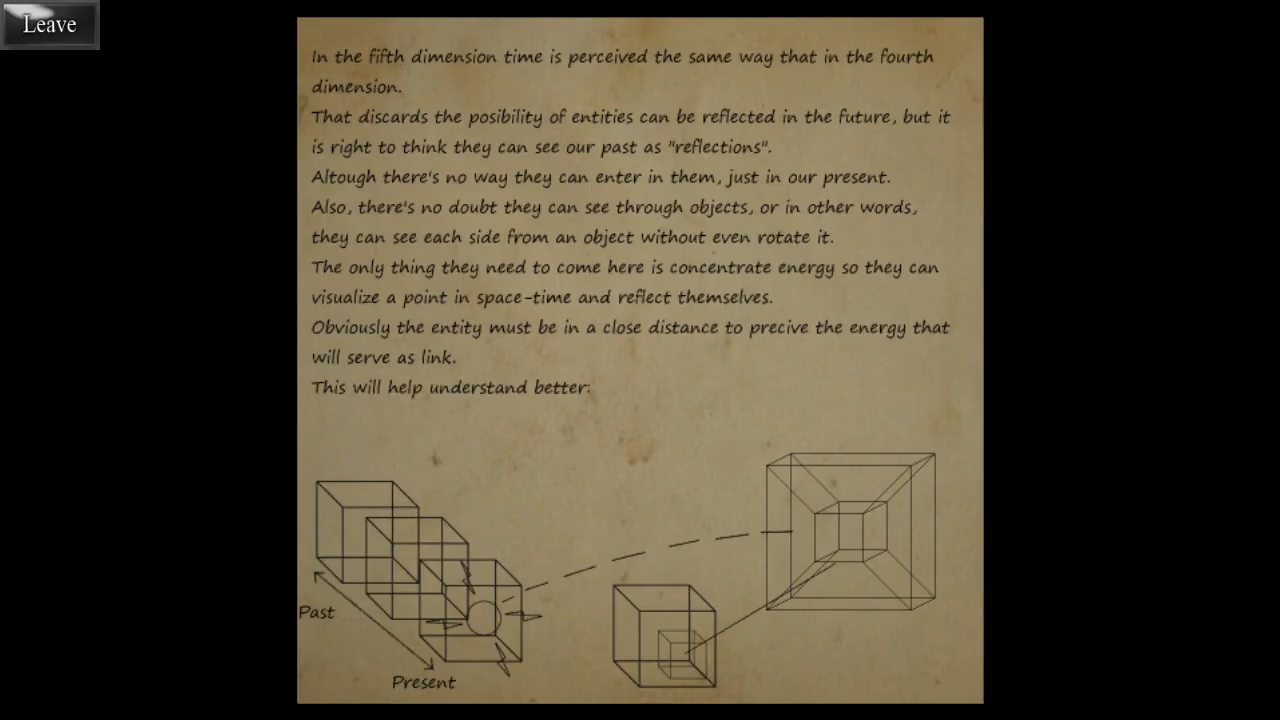 Leave
In the fifth dimension time is perceived the same way that in the fourth
dimension.
That discards the posibility of entities can be reflected in the future, but it
is right to think they can see our past as "reflections".
Altough there's no way they can enter in them, just in our present.
Also, there's no doubt they can see through objects, or in other words,
they can see each side from an object without even rotate it.
The only thing they need to come here is concentrate energy so they can
visualize a point in space-time and reflect themselves.
Obviously the entity must be in a close distance to precive the energy that
will serve as link.
This will help understand better:
Past
Present